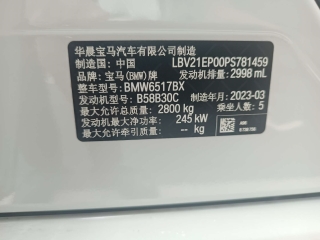 华晨宝马汽车有限公司制造
制造国: 中国 LBV21EP00PS781459
品牌: 宝马(BMW)牌 发动机排量: 2998 mL
整车型号: BMW6517BX
发动机型号: B58B30C 制造年月: 2023-03
最大允许总质量: 2800 kg 乘坐人数: 5
发动机最大净功率: 245 kW
最大允许牵引质量: -- kg